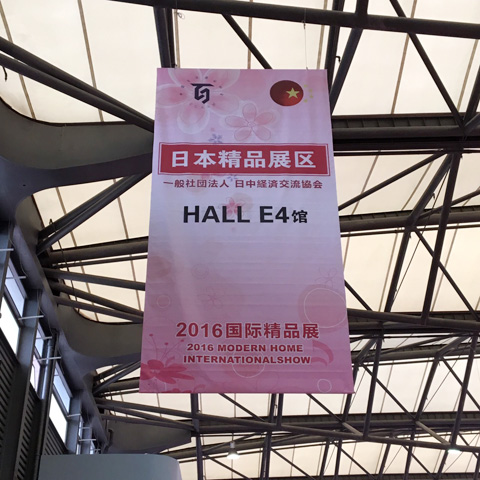 日本精品展区
一般社団法人 日中経済交流協会
HALL E4馆
2016国际精品展
2016 MODERN HOME
INTERNATIONALSHOW